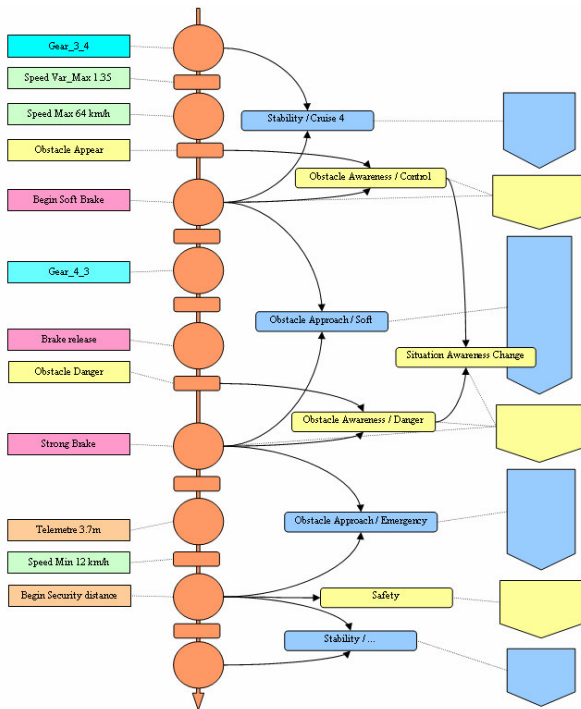 Gear_3_4
Speed Var_Max 1.35
Speed Max 64 km/h
Stability / Cruise 4
Obstacle Appear
Obstacle Awareness / Control
Begin Soft Brake
Gear_4_3
Obstacle Approach / Soft
Brake release
Situation Awareness Change
Obstacle Danger
Obstacle Awareness / Danger
Strong Brake
Obstacle Approach / Emergency
Telemetre 3.7m
Speed Min 12 km/h
Begin Security distance
Safety
Stability / ...